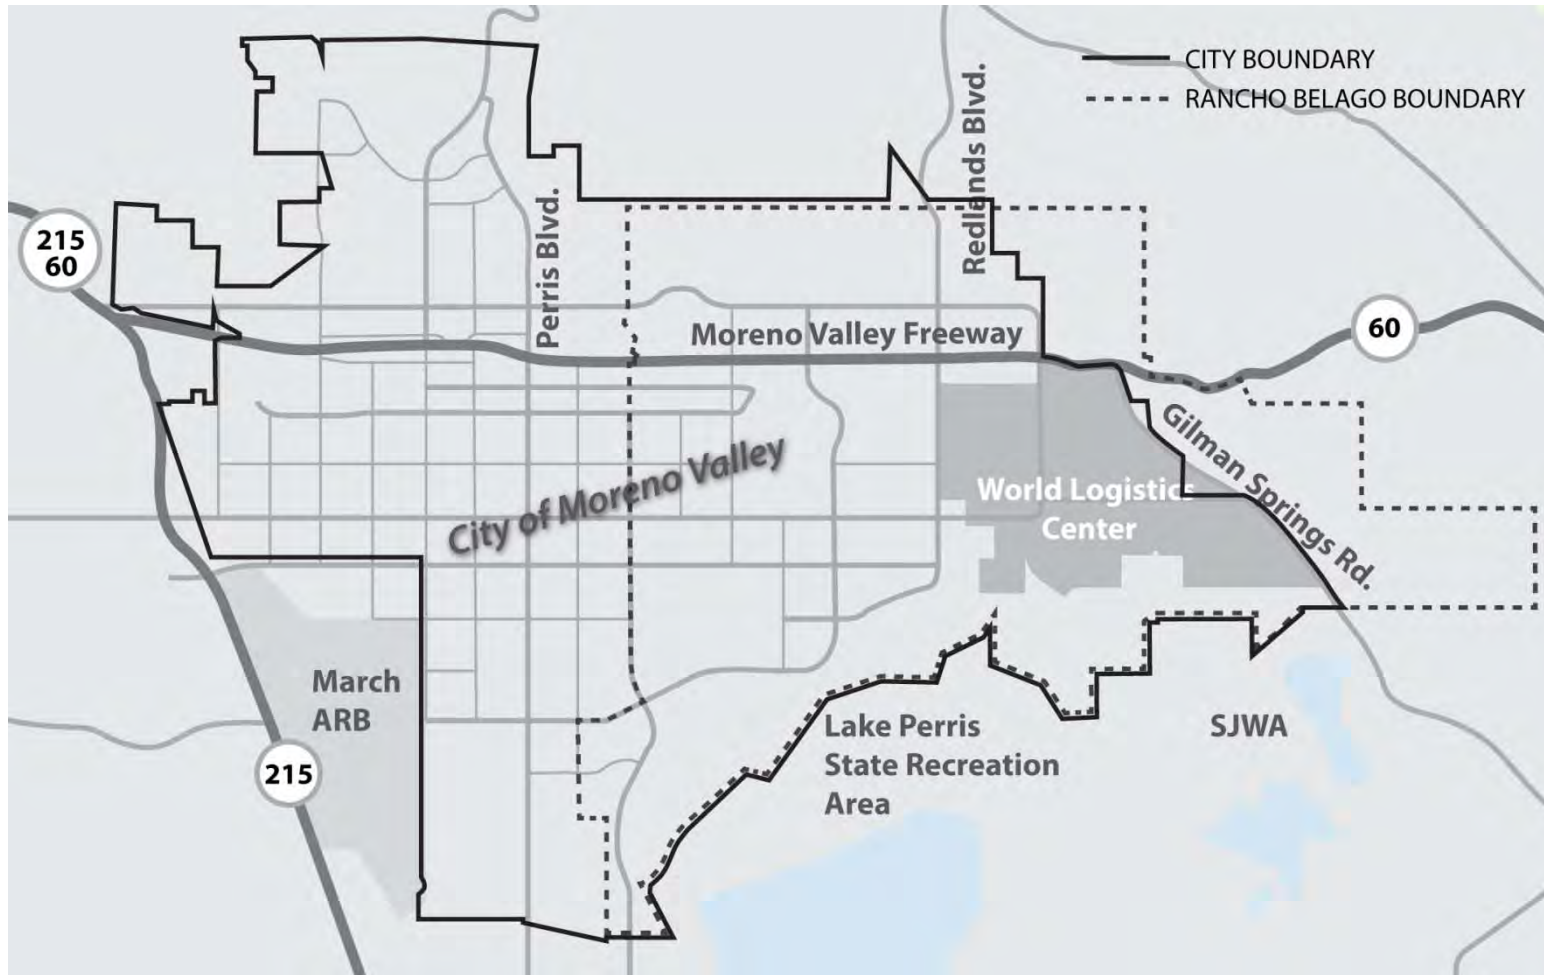 CITY BOUNDARY
RANCHO BELAGO BOUNDARY
Redlands Blvd.
Perris Blvd.
215
60
Moreno Valley Freeway
60
Gilman Springs Rd.
City of Moreno Valley
World Logistics
Center
March
ARB
215
Lake Perris
State Recreation
Area
SJWA